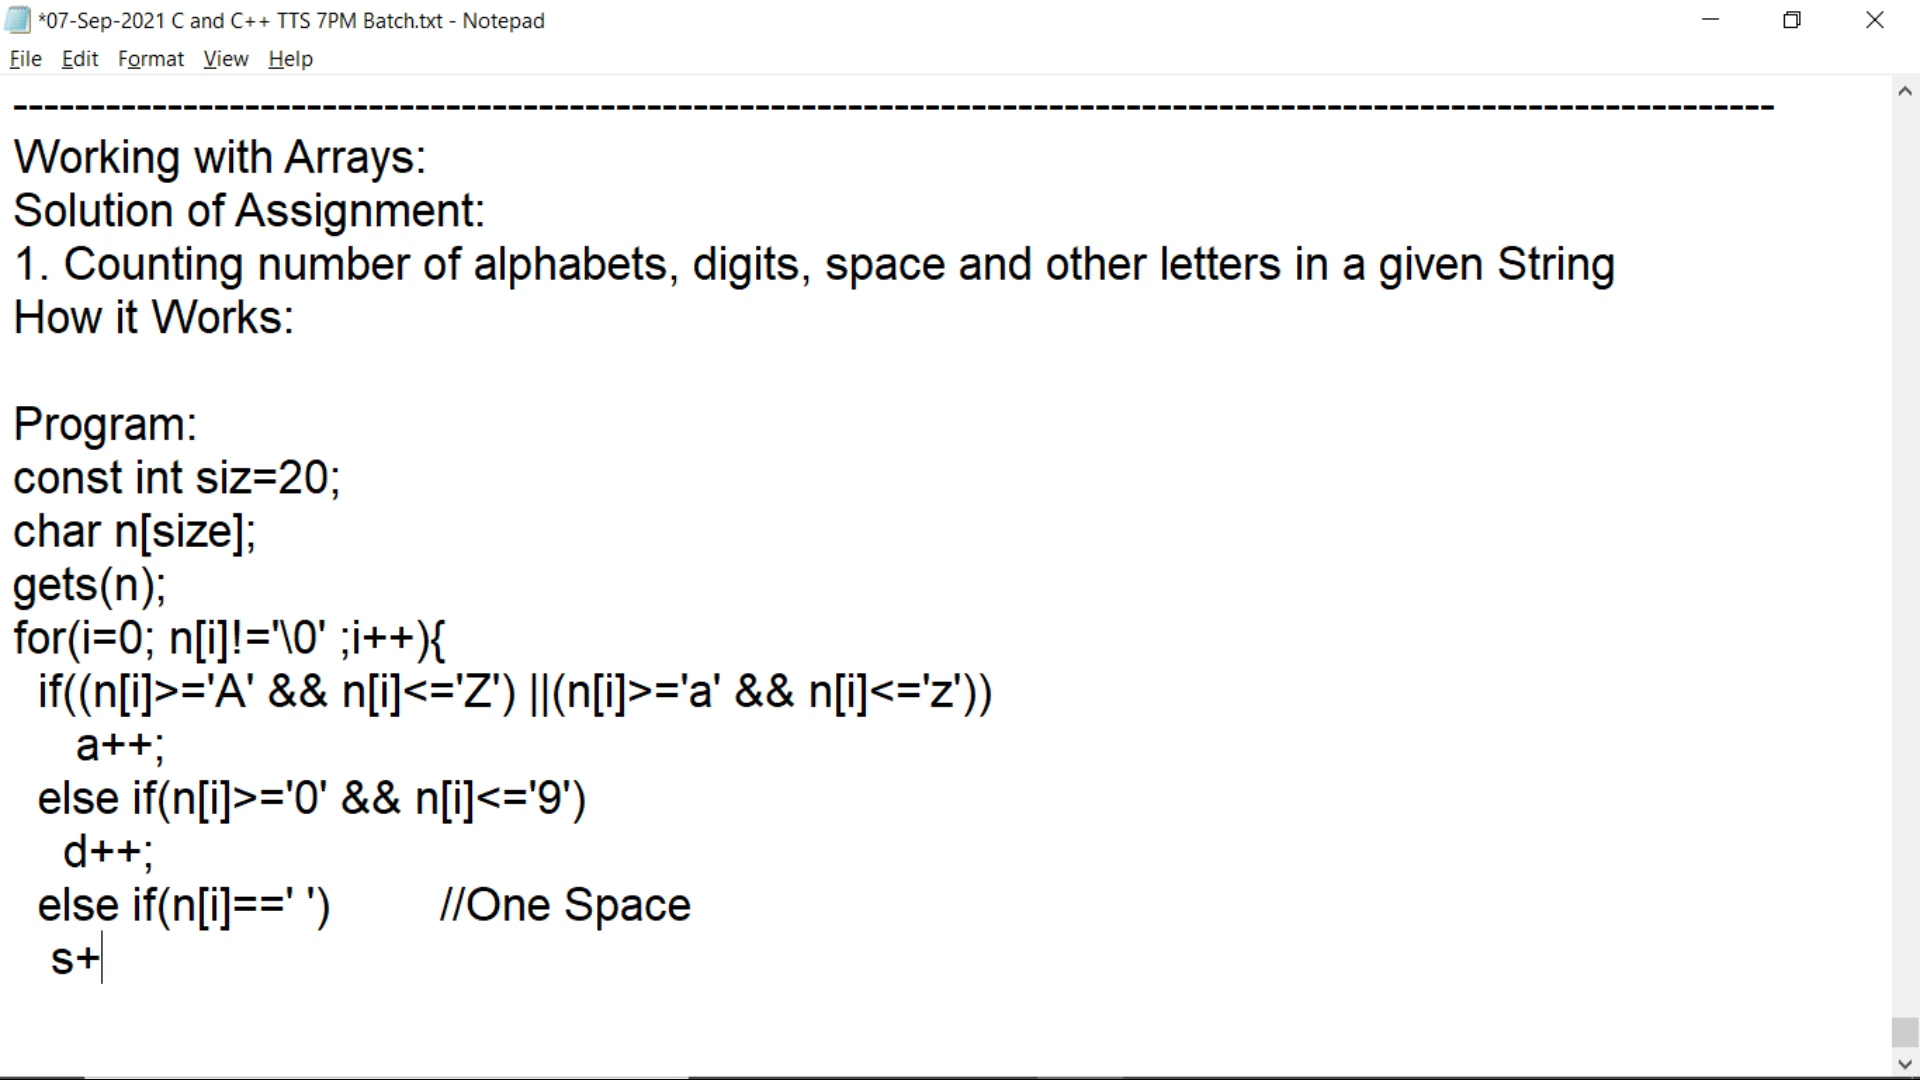 *07-Sep-2021 C and C++ TTS 7PM Batch.txt - Notepad
File Edit Format View Help
-----------------------------------------------------------------------------------------------------------------
Working with Arrays:
Solution of Assignment:
1. Counting number of alphabets, digits, space and other letters in a given String
How it Works:
Program:
const int siz=20;
char n[size];
gets(n);
for(i=0; n[i]!='\0' ;i++){
if((n[i]>='A' && n[i]<='Z') ||(n[i]>='a' && n[i]<='z'))
a++;
else if(n[i]>='0' && n[i]<='9')
d++;
else if(n[i]==' ') //One Space
s+